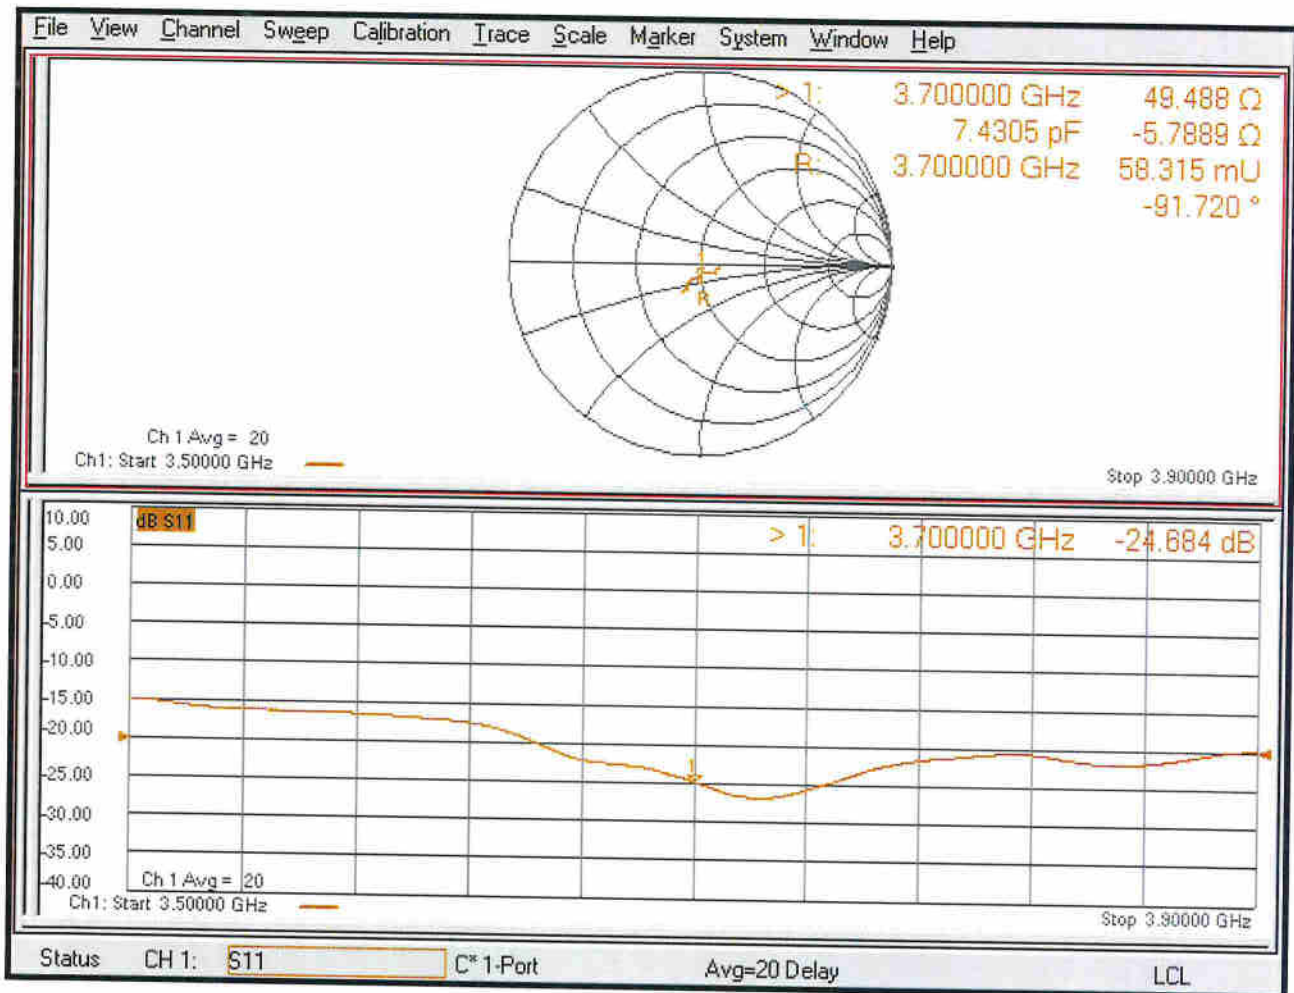 File View Channel Sweep Calibration Trace Scale Marker System Window Help
> 1: 3.700000 GHz 49.488 Ω
7.4305 pF -5.7889 Ω
R: 3.700000 GHz 58.315 mU
-91.720 °
1
R
Ch 1 Avg = 20
Ch1: Start 3.50000 GHz
Stop 3.90000 GHz
10.00
dB S11
> 1: 3.700000 GHz -24.684 dB
5.00
0.00
-5.00
-10.00
-15.00
-20.00
1
-25.00
-30.00
-35.00
-40.00
Ch 1 Avg = 20
Ch1: Start 3.50000 GHz
Stop 3.90000 GHz
Status CH 1: S11 C* 1-Port Avg=20 Delay LCL